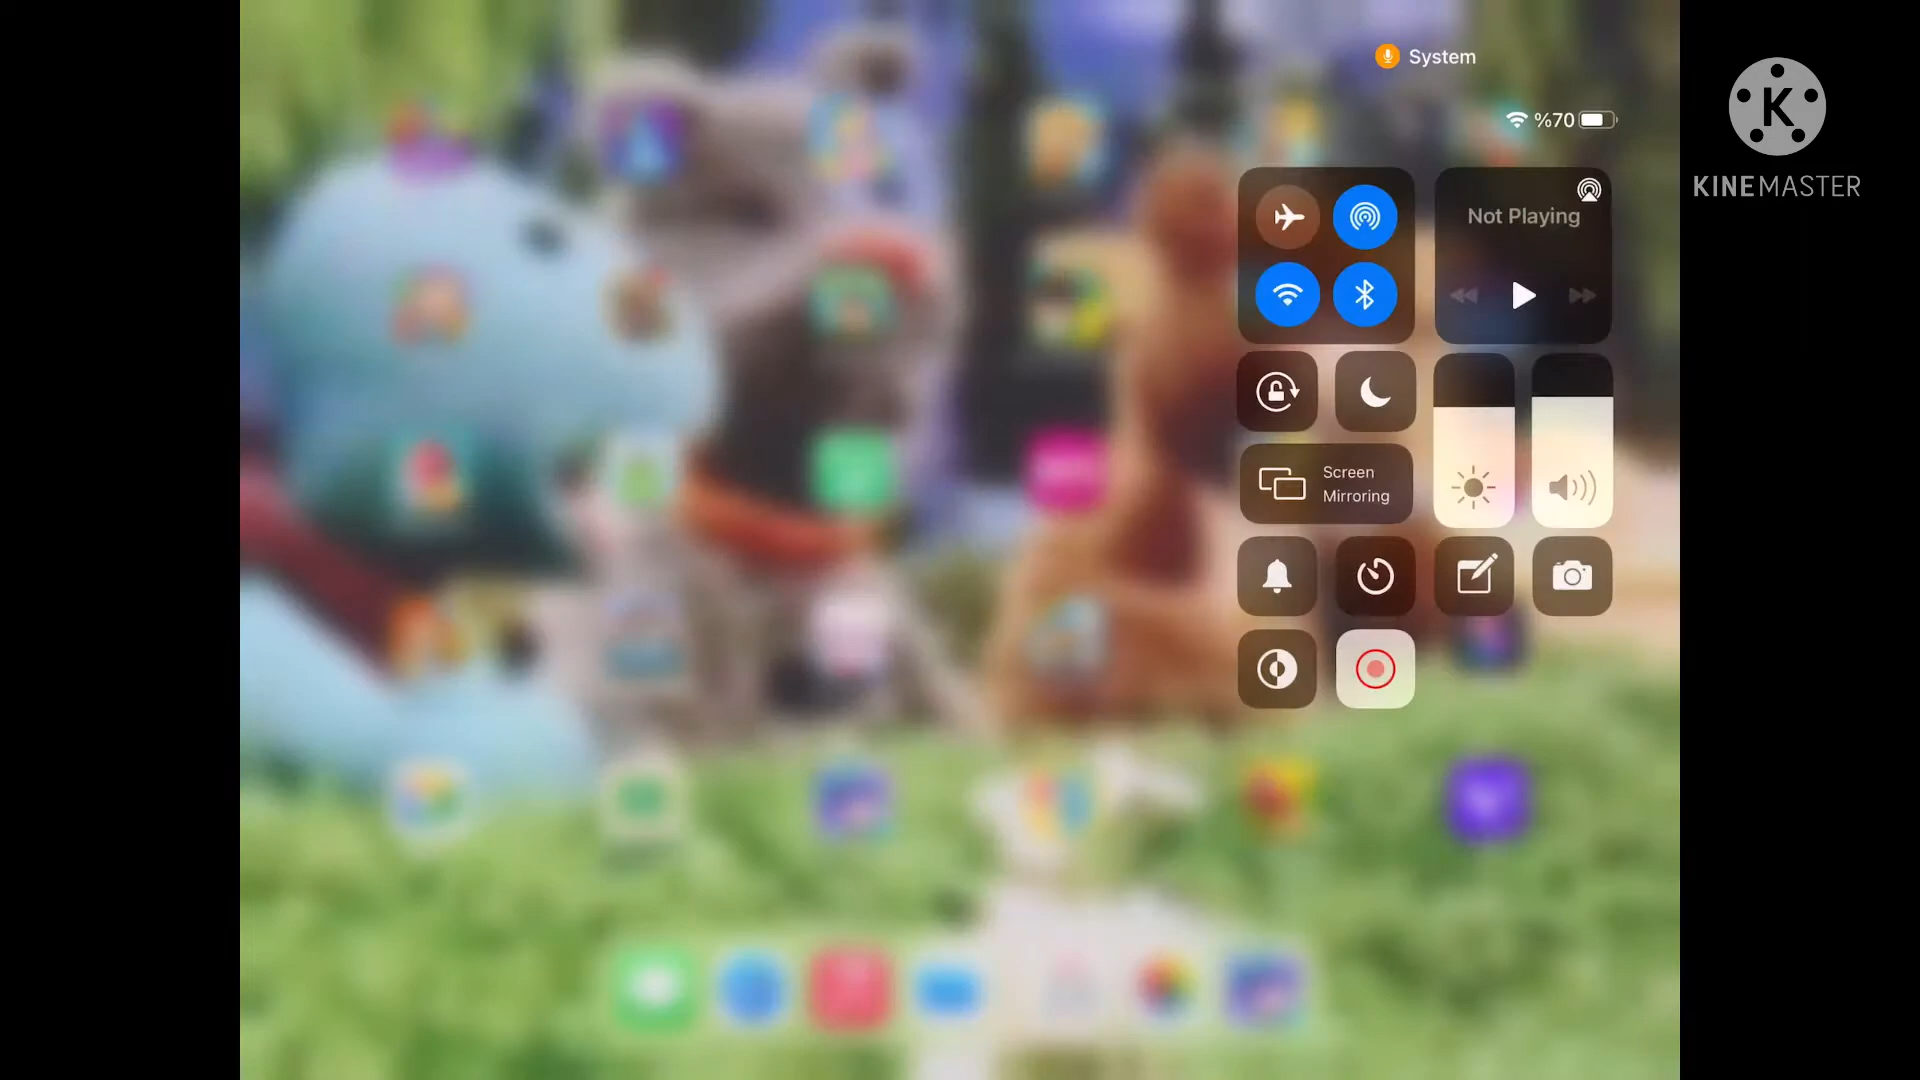 System
%70
KINEMASTER
Not Playing
Screen
Mirroring